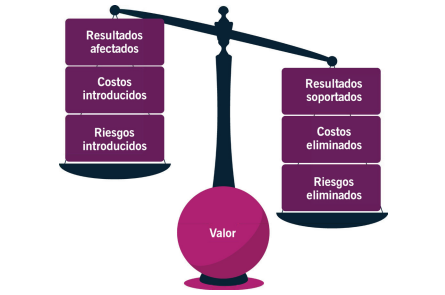 Resultados
afectados
Costos
introducidos
Riesgos
introducidos
Resultados
soportados
Costos
eliminados
Riesgos
eliminados
Valor